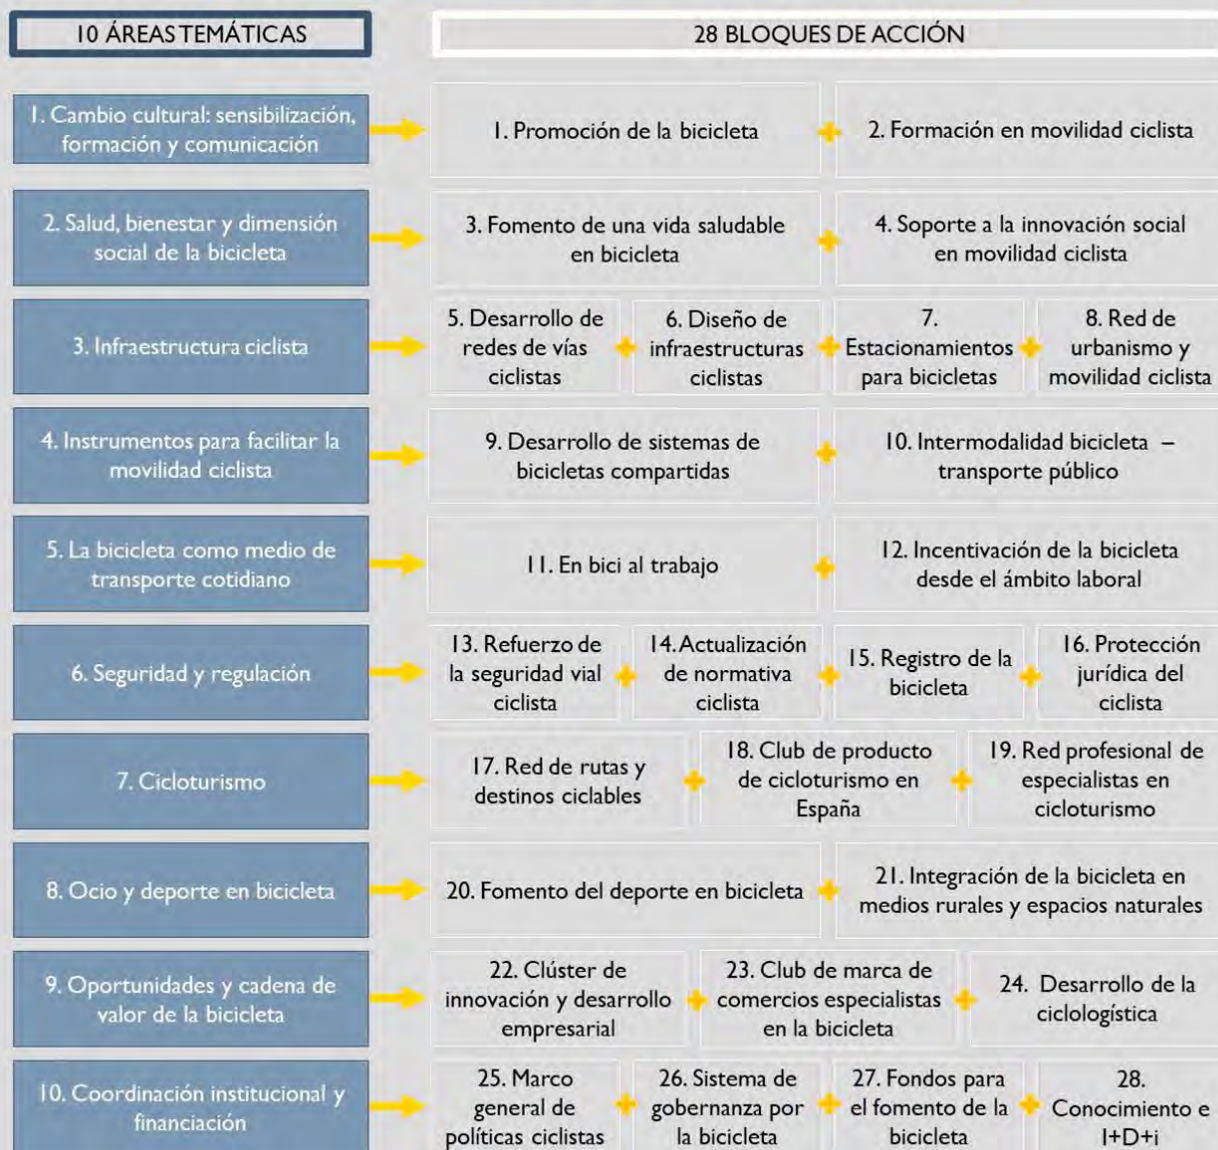 10 ÁREAS TEMÁTICAS
28 BLOQUES DE ACCIÓN
1. Cambio cultural: sensibilización,
formación y comunicación
1. Promoción de la bicicleta
2. Formación en movilidad ciclista
2. Salud, bienestar y dimensión
social de la bicicleta
3. Fomento de una vida saludable
en bicicleta
4. Soporte a la innovación social
en movilidad ciclista
3. Infraestructura ciclista
5. Desarrollo de
redes de vías
ciclistas
6. Diseño de
infraestructuras
ciclistas
7.
Estacionamientos
para bicicletas
8. Red de
urbanismo y
movilidad ciclista
4. Instrumentos para facilitar la
movilidad ciclista
9. Desarrollo de sistemas de
bicicletas compartidas
10. Intermodalidad bicicleta –
transporte público
5. La bicicleta como medio de
transporte cotidiano
11. En bici al trabajo
12. Incentivación de la bicicleta
desde el ámbito laboral
6. Seguridad y regulación
13. Refuerzo de
la seguridad vial
ciclista
14. Actualización
de normativa
ciclista
15. Registro de la
bicicleta
16. Protección
jurídica del
ciclista
7. Cicloturismo
17. Red de rutas y
destinos ciclables
18. Club de producto
de cicloturismo en
España
19. Red profesional de
especialistas en
cicloturismo
8. Ocio y deporte en bicicleta
20. Fomento del deporte en bicicleta
21. Integración de la bicicleta en
medios rurales y espacios naturales
9. Oportunidades y cadena de
valor de la bicicleta
22. Clúster de
innovación y desarrollo
empresarial
23. Club de marca de
comercios especialistas
en la bicicleta
24. Desarrollo de la
ciclologística
10. Coordinación institucional y
financiación
25. Marco
general de
políticas ciclistas
26. Sistema de
gobernanza por
la bicicleta
27. Fondos para
el fomento de la
bicicleta
28.
Conocimiento e
I+D+i